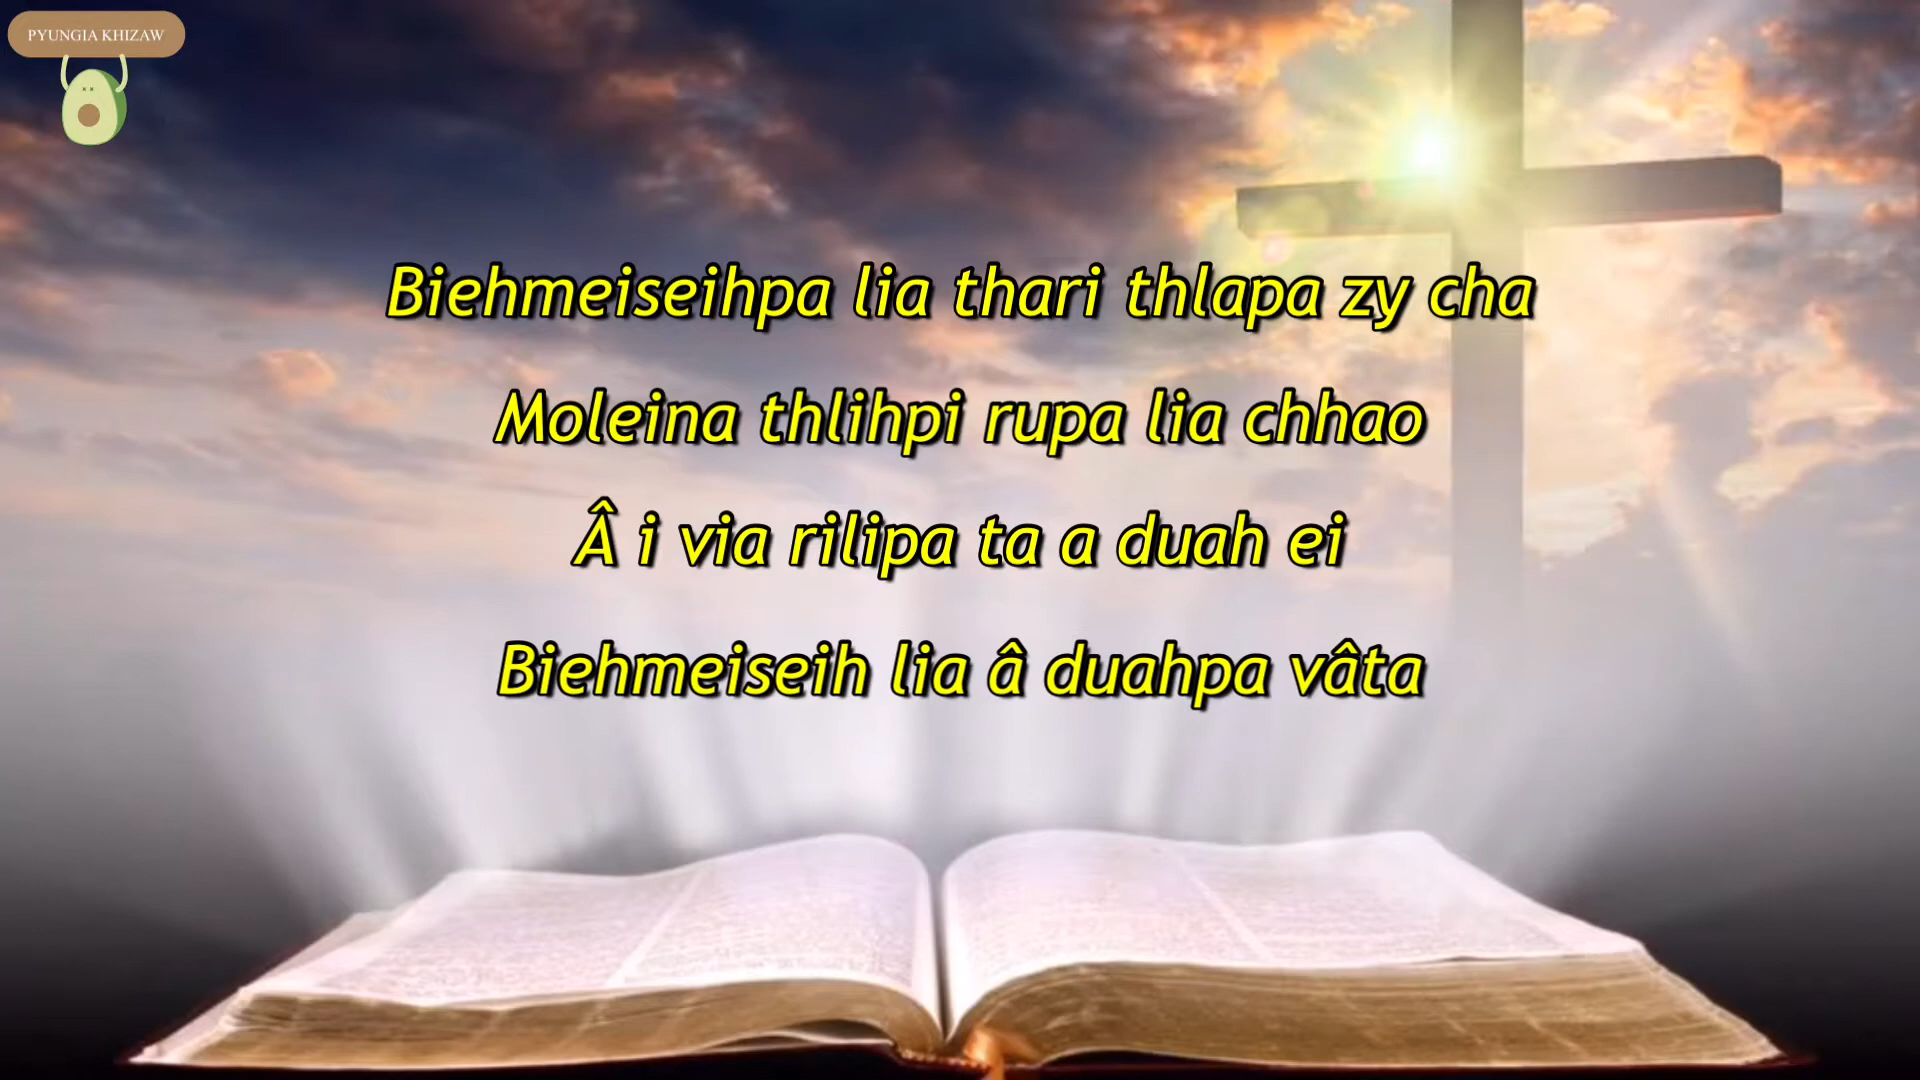 PYUNGIA KHIZAW
Biehmeiseihpa lia thari thlapa zy cha
Moleina thlihpi rupa lia chhao
 i via rilipa ta a duah ei
Biehmeiseih lia â duahpa vâta